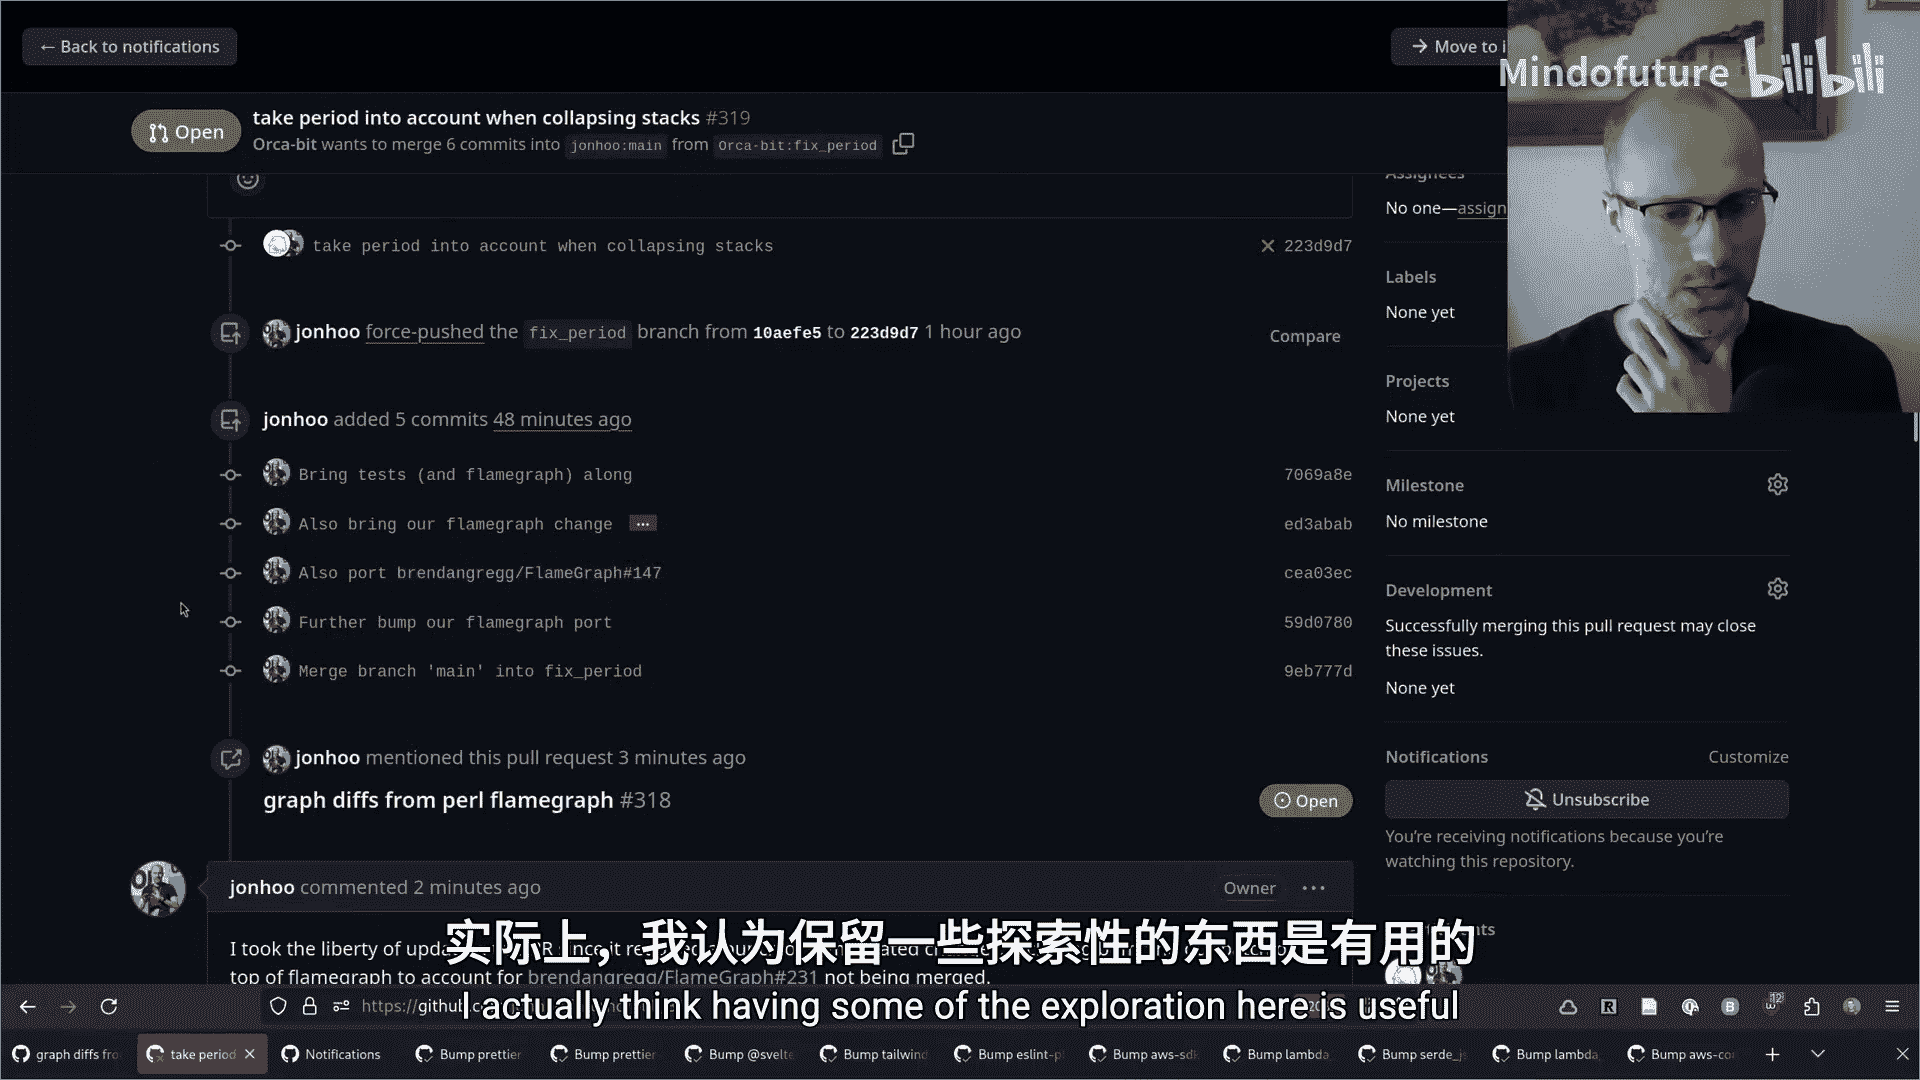 ← Back to notifications
→ Move to i
Mindofuture bilibili
Open
take period into account when collapsing stacks #319
Orca-bit wants to merge 6 commits into jonhoo:main from Orca-bit:fix_period
Assignees
No one—assign
take period into account when collapsing stacks
223d9d7
Labels
None yet
jonhoo force-pushed the fix_period branch from 10aefe5 to 223d9d7 1 hour ago
Compare
Projects
None yet
jonhoo added 5 commits 48 minutes ago
Bring tests (and flamegraph) along
7069a8e
Milestone
No milestone
Also bring our flamegraph change ...
ed3abab
Also port brendangregg/FlameGraph#147
cea03ec
Development
Successfully merging this pull request may close
these issues.
None yet
Further bump our flamegraph port
59d0780
Merge branch 'main' into fix_period
9eb777d
jonhoo mentioned this pull request 3 minutes ago
graph diffs from perl flamegraph #318
Open
Notifications
Customize
Unsubscribe
You're receiving notifications because you're
watching this repository.
jonhoo commented 2 minutes ago
Owner ...
I took the liberty of
top of flamegraph to account for brendangregg/FlameGraph#231 not being merged.
实际上，我认为保留一些探索性的东西是有用的
I actually think having some of the exploration here is useful
https://github.
12
graph diffs fro
take period
Notifications
Bump prettier
Bump prettier
Bump @svelte
Bump tailwind
Bump eslint-p
Bump aws-sd
Bump lambda_
Bump serde_js
Bump lambda_
Bump aws-co